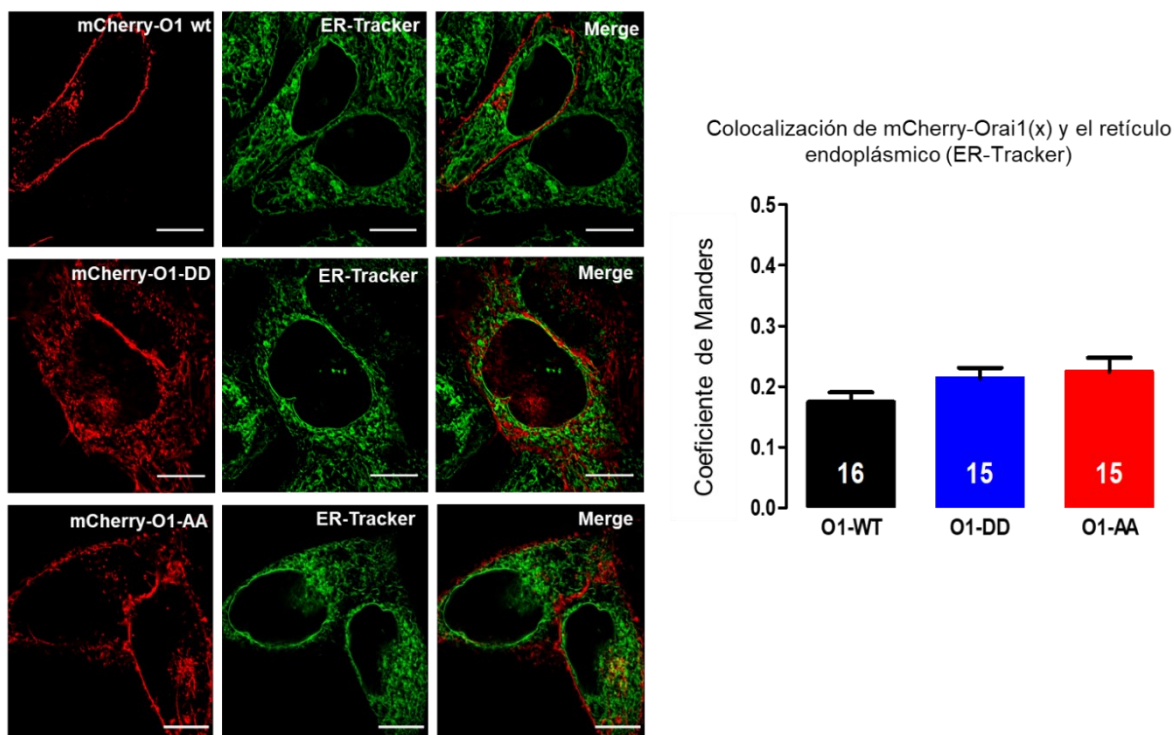 mCherry-O1 wt
ER-Tracker
Merge
mCherry-O1-DD
ER-Tracker
Merge
mCherry-O1-AA
ER-Tracker
Merge
Colocalización de mCherry-Orai1(x) y el retículo
endoplásmico (ER-Tracker)
Coeficiente de Manders
0.5
0.4
0.3
0.2
0.1
0.0
16
15
15
O1-WT
O1-DD
O1-AA